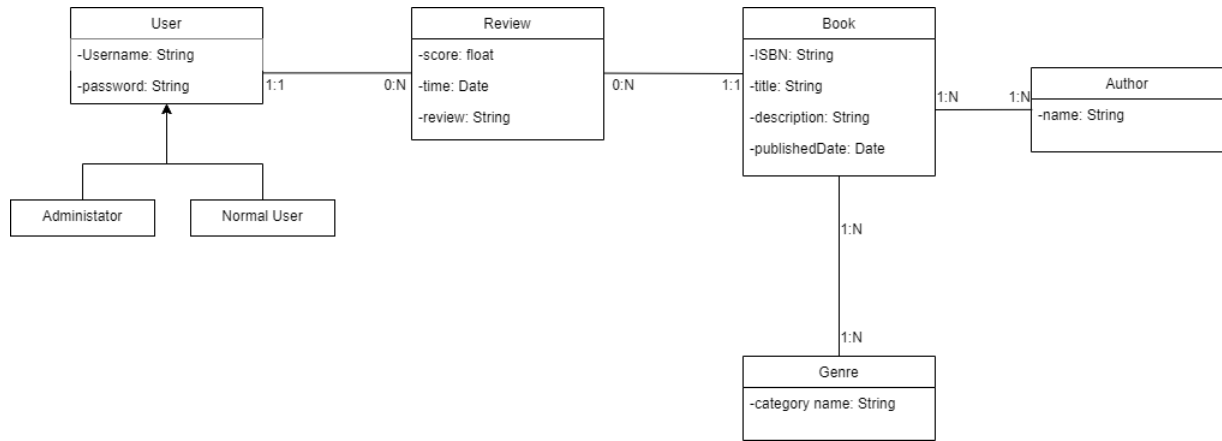 User
-Username: String
-password: String
1:1
0:N
Review
-score: float
-time: Date
-review: String
0:N
1:1
Book
-ISBN: String
-title: String
-description: String
-publishedDate: Date
1:N
1:N
Author
-name: String
Administator
Normal User
1:N
1:N
Genre
-category name: String